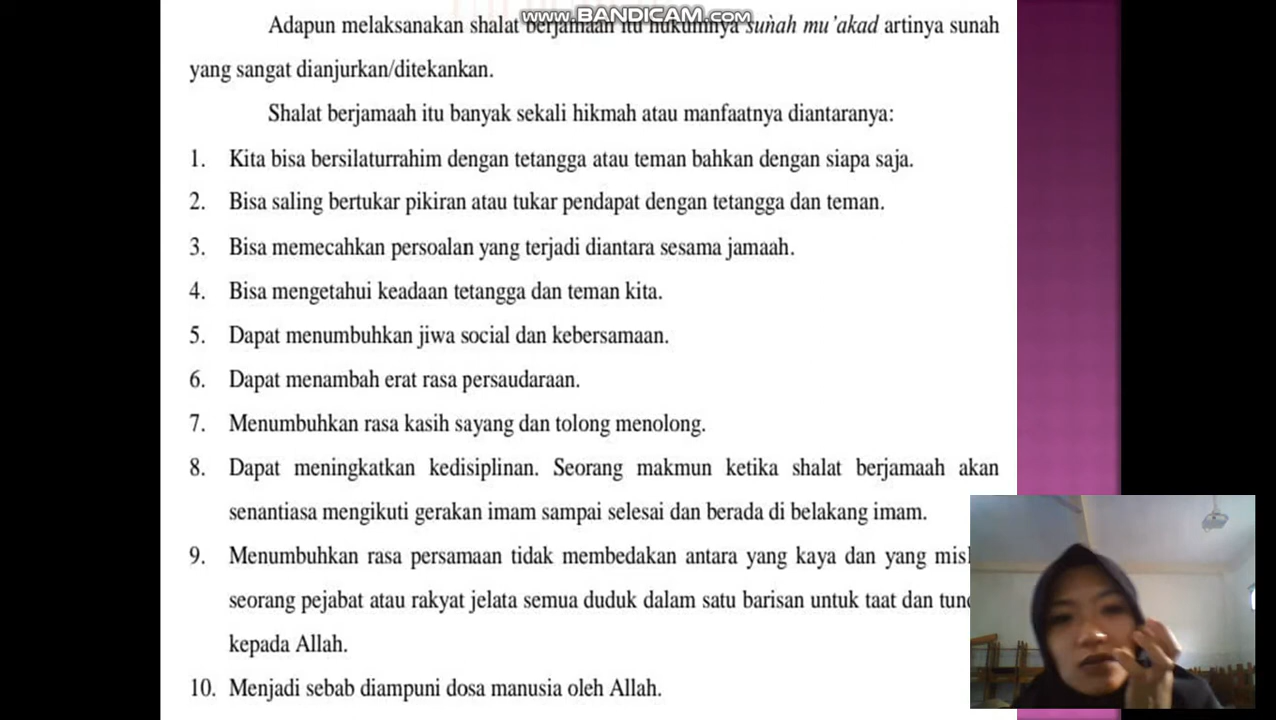 www.BANDICAM.com
Adapun melaksanakan shalat berjamaah itu hukumnya sunah mu'akad artinya sunah
yang sangat dianjurkan/ditekankan.
Shalat berjamaah itu banyak sekali hikmah atau manfaatnya diantaranya:
1. Kita bisa bersilaturrahim dengan tetangga atau teman bahkan dengan siapa saja.
2. Bisa saling bertukar pikiran atau tukar pendapat dengan tetangga dan teman.
3. Bisa memecahkan persoalan yang terjadi diantara sesama jamaah.
4. Bisa mengetahui keadaan tetangga dan teman kita.
5. Dapat menumbuhkan jiwa social dan kebersamaan.
6. Dapat menambah erat rasa persaudaraan.
7. Menumbuhkan rasa kasih sayang dan tolong menolong.
8. Dapat meningkatkan kedisiplinan. Seorang makmun ketika shalat berjamaah akan
senantiasa mengikuti gerakan imam sampai selesai dan berada di belakang imam.
9. Menumbuhkan rasa persamaan tidak membedakan antara yang kaya dan yang
seorang pejabat atau rakyat jelata semua duduk dalam satu barisan untuk taat dan
kepada Allah.
10. Menjadi sebab diampuni dosa manusia oleh Allah.